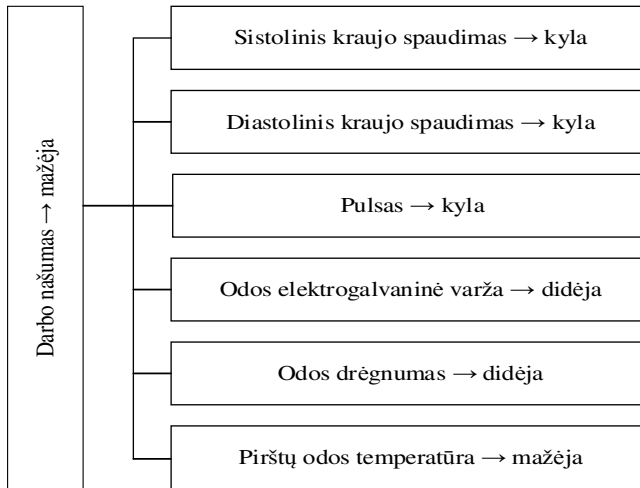 Darbo našumas → mažėja
Sistolinis kraujo spaudimas → kyla
Diastolinis kraujo spaudimas → kyla
Pulsas → kyla
Odos elektrogalvaninė varža → didėja
Odos drėgnumas → didėja
Pirštų odos temperatūra → mažėja